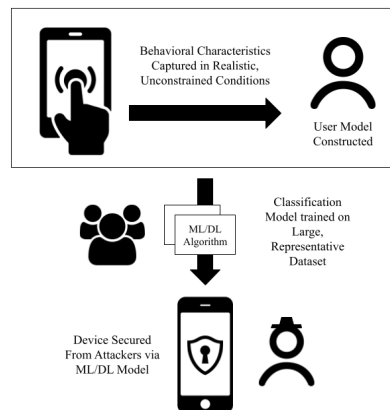 Behavioral Characteristics
Captured in Realistic,
Unconstrained Conditions
User Model
Constructed
ML/DL
Algorithm
Classification
Model trained on
Large,
Representative
Dataset
Device Secured
From Attackers via
ML/DL Model